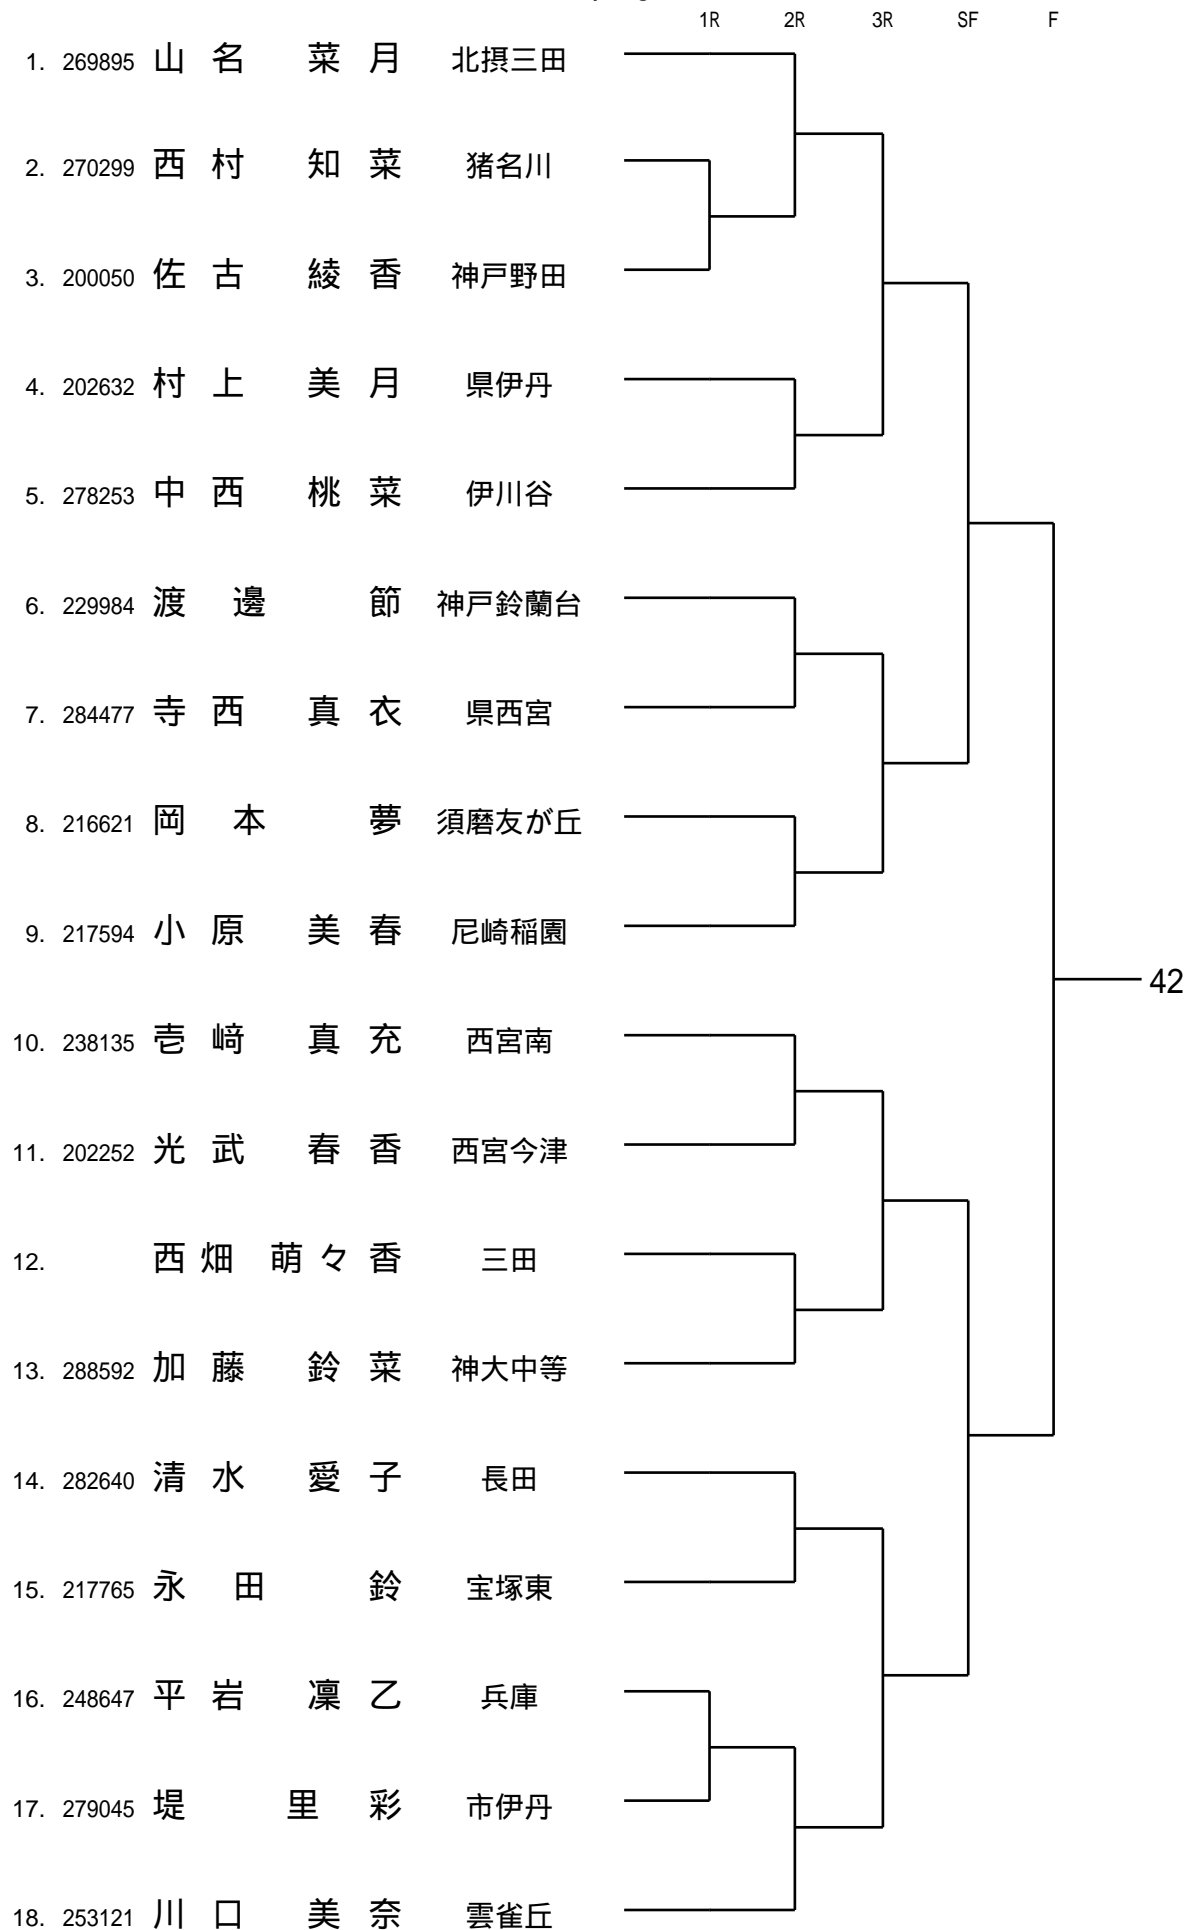 1R 2R 3R SF F
1. 269895 山名 菜月 北摂三田
2. 270299 西村 知菜 猪名川
3. 200050 佐古 綾香 神戸野田
4. 202632 村上 美月 県伊丹
5. 278253 中西 桃菜 伊川谷
6. 229984 渡邊 節 神戸鈴蘭台
7. 284477 寺西 真衣 県西宮
8. 216621 岡本 夢 須磨友が丘
9. 217594 小原 美春 尼崎稲園
42
10. 238135 壱﨑 真充 西宮南
11. 202252 光武 春香 西宮今津
12. 西畑 萌々香 三田
13. 288592 加藤 鈴菜 神大中等
14. 282640 清水 愛子 長田
15. 217765 永田 鈴 宝塚東
16. 248647 平岩 凜乙 兵庫
17. 279045 堤 里彩 市伊丹
18. 253121 川口 美奈 雲雀丘